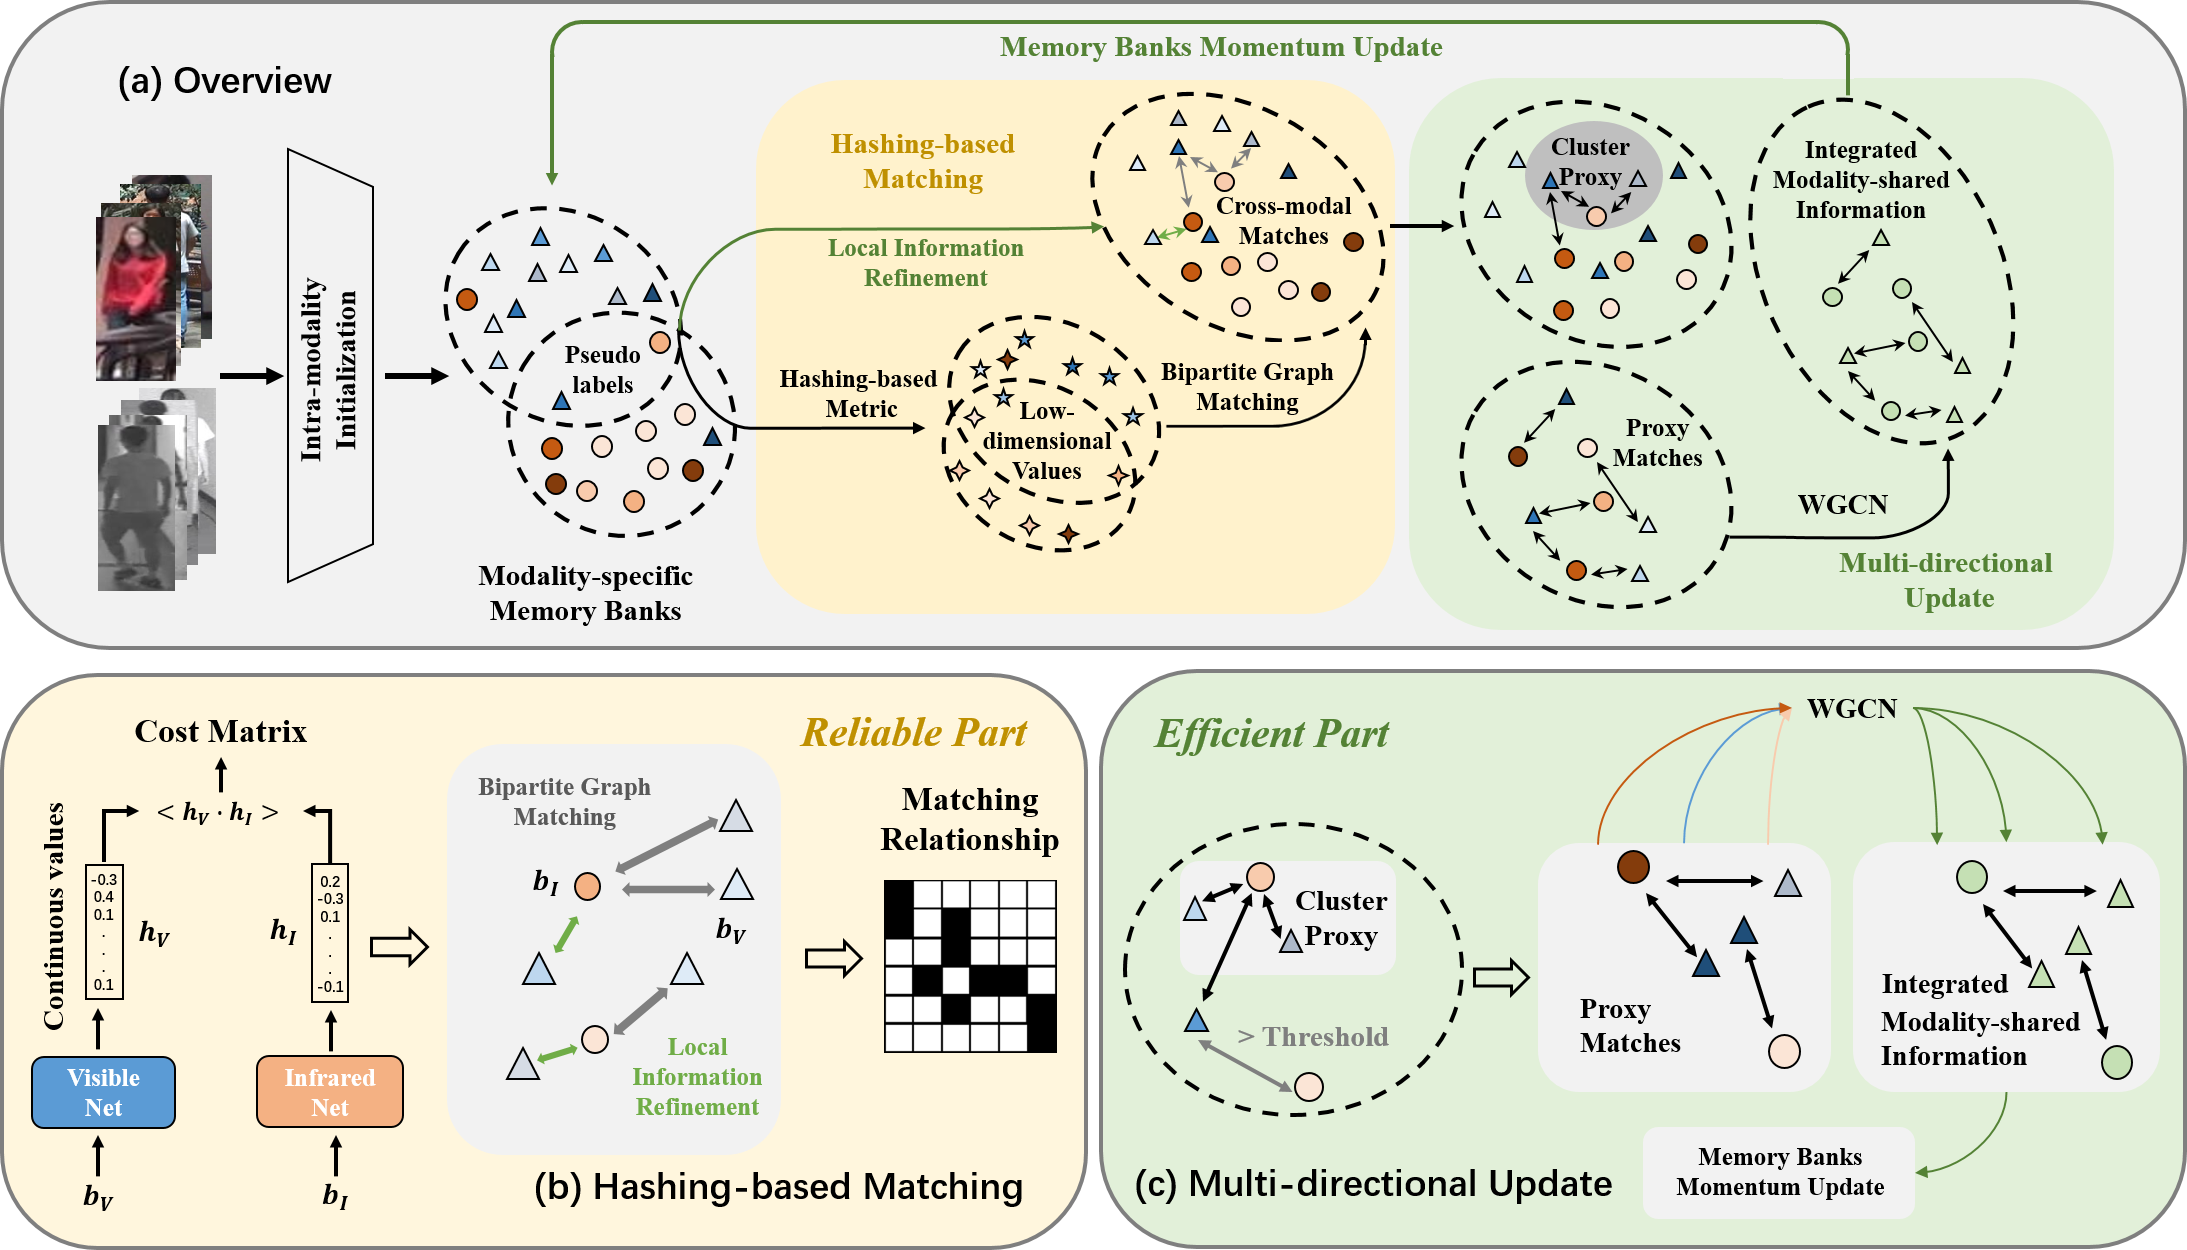 Memory Banks Momentum Update
(a) Overview
Hashing-based
Matching
Cluster
Proxy
Integrated
Modality-shared
Information
Cross-modal
Matches
Local Information
Refinement
Intra-modality
Initialization
Pseudo
labels
Hashing-based
Metric
Low-
dimensional
Values
Bipartite Graph
Matching
Proxy
Matches
WGCN
Modality-specific
Memory Banks
Multi-directional
Update
Reliable Part
Cost Matrix
< h_V · h_I >
Continuous values
-0.3
0.4
0.1
.
.
.
0.1
h_V
h_I
0.2
-0.3
0.1
.
.
.
-0.1
Visible
Net
Infrared
Net
b_V
b_I
Bipartite Graph
Matching
b_I
b_V
Local
Information
Refinement
Matching
Relationship
(b) Hashing-based Matching
Efficient Part
WGCN
Cluster
Proxy
> Threshold
Proxy
Matches
Integrated
Modality-shared
Information
Memory Banks
Momentum Update
(c) Multi-directional Update